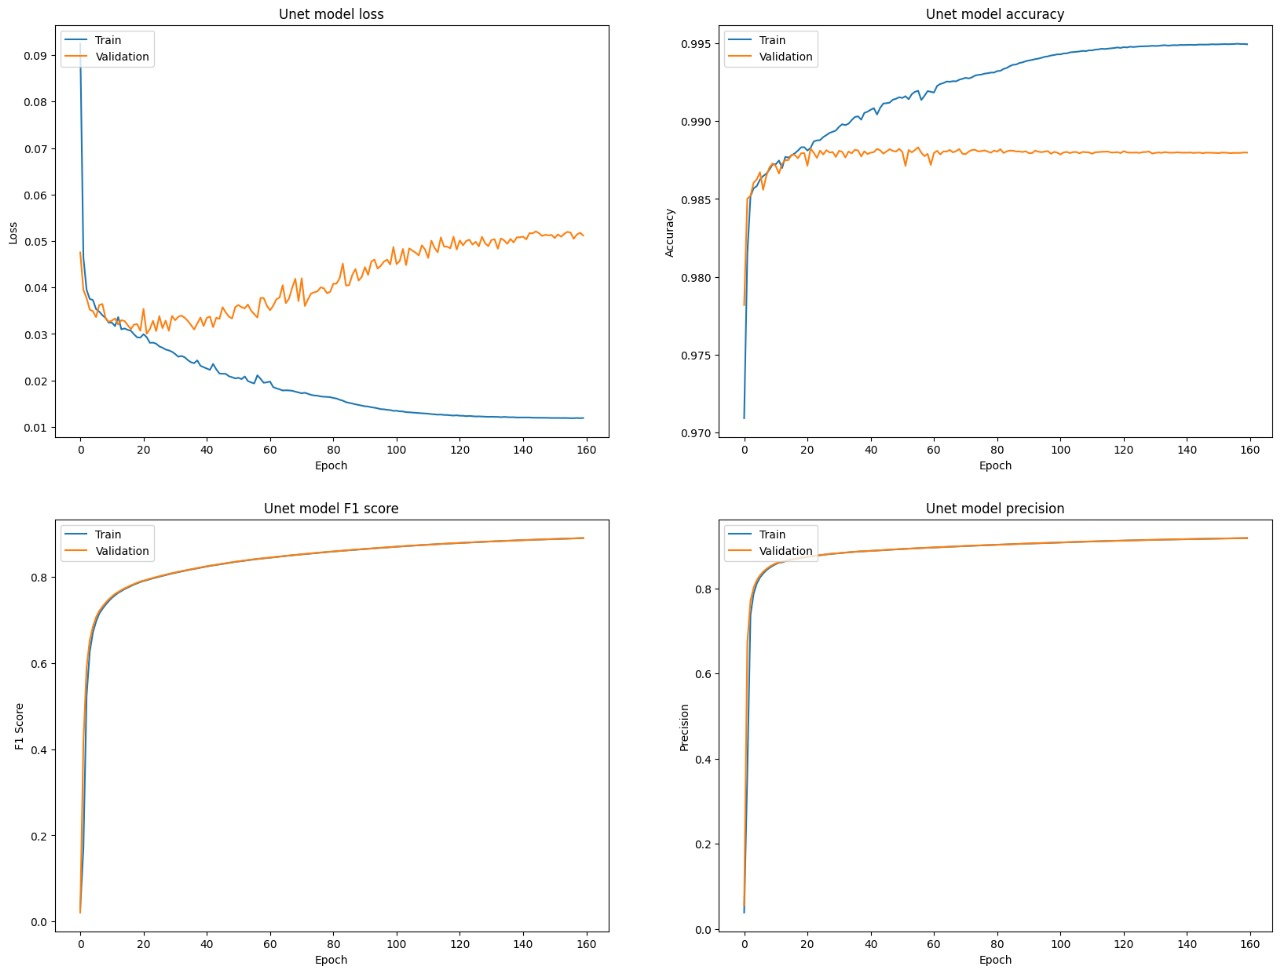 Unet model loss
Train
Validation
0.09
0.08
0.07
0.06
0.05
0.04
0.03
0.02
0.01
Loss
0 20 40 60 80 100 120 140 160
Epoch
Unet model accuracy
Train
Validation
0.995
0.990
0.985
0.980
0.975
0.970
Accuracy
0 20 40 60 80 100 120 140 160
Epoch
Unet model F1 score
Train
Validation
0.8
0.6
0.4
0.2
0.0
F1 Score
0 20 40 60 80 100 120 140 160
Epoch
Unet model precision
Train
Validation
0.8
0.6
0.4
0.2
0.0
Precision
0 20 40 60 80 100 120 140 160
Epoch